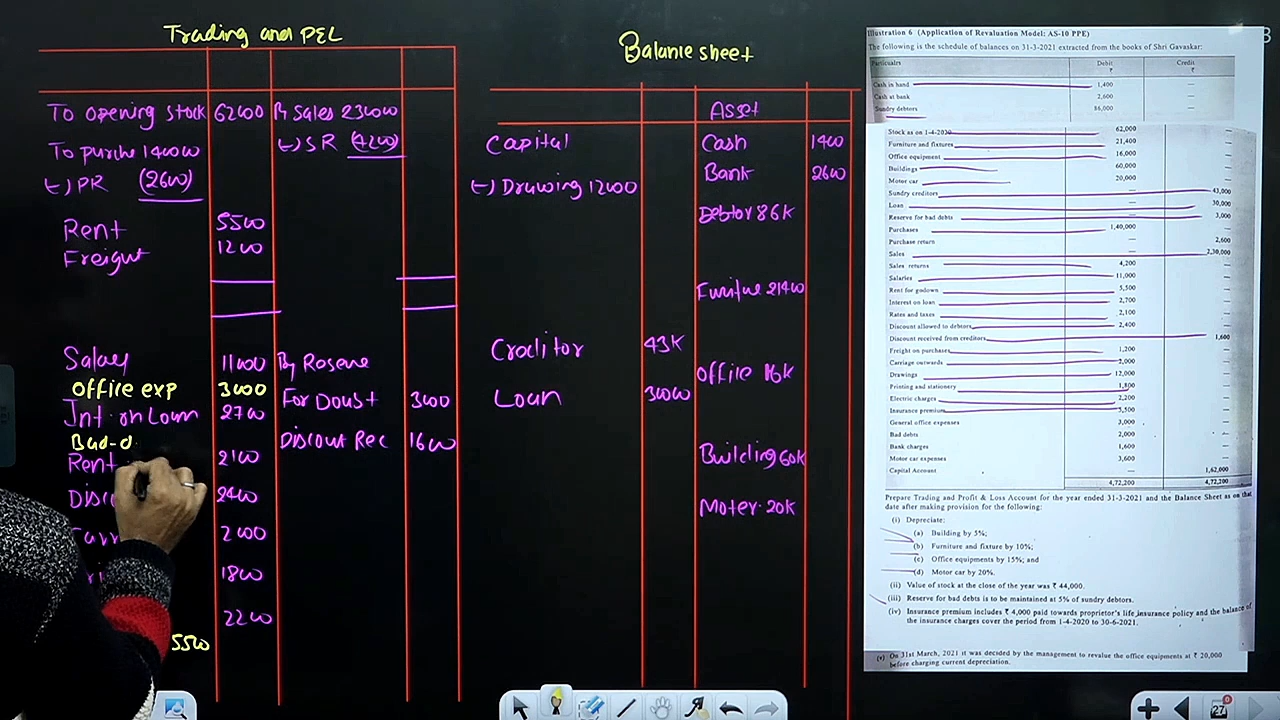 Trading and P&L
To opening stock 62000 By Sales 230000
(-) SR (4200)
To purche 140000
(-) PR (2600)
Rent 5500
Freight 1200
Salary 11000 By Reserve
Office exp 3000 For Doubt 3000
Int. on Loan 2700
Bad-d Discount Rec 1600
Rent 2100
Disco 2400
Carr 2000
1800
2200
5500
Balance sheet
Asset
Capital Cash 1400
(-) Drawing 12000 Bank 2600
Debtor 86K
Furniture 21400
Creditor 43K
Office 16K
Loan 30000
Building 60K
Moter 20K
Illustration 6 (Application of Revaluation Model: AS-10 PPE)
The following is the schedule of balances on 31-3-2021 extracted from the books of Shri Gavaskar:
Particulars Debit Credit
₹ ₹
Cash in hand 1,400 —
Cash at bank 2,600 —
Sundry debtors 86,000 —
Stock as on 1-4-2020 62,000 —
Furniture and fixtures 21,400 —
Office equipment 16,000 —
Buildings 60,000 —
Motor car 20,000 —
Sundry creditors — 43,000
Loan — 30,000
Reserve for bad debts — 3,000
Purchases 1,40,000 —
Purchase return — 2,600
Sales — 2,30,000
Sales returns 4,200 —
Salaries 11,000 —
Rent for godown 5,500 —
Interest on loan 2,700 —
Rates and taxes 2,100 —
Discount allowed to debtors 2,400 —
Discount received from creditors — 1,600
Freight on purchases 1,200 —
Carriage outwards 2,000 —
Drawings 12,000 —
Printing and stationery 1,800 —
Electric charges 2,200 —
Insurance premium 5,500 —
General office expenses 3,000 —
Bad debts 2,000 —
Bank charges 1,600 —
Motor car expenses 3,600 —
Capital Account — 1,62,000
4,72,200 4,72,200
Prepare Trading and Profit & Loss Account for the year ended 31-3-2021 and the Balance Sheet as on that
date after making provision for the following:
(i) Depreciate:
(a) Building by 5%;
(b) Furniture and fixture by 10%;
(c) Office equipments by 15%; and
(d) Motor car by 20%.
(ii) Value of stock at the close of the year was ₹ 44,000.
(iii) Reserve for bad debts is to be maintained at 5% of sundry debtors.
(iv) Insurance premium includes ₹ 4,000 paid towards proprietor's life insurance policy and the balance of
the insurance charges cover the period from 1-4-2020 to 30-6-2021.
(v) On 31st March, 2021 it was decided by the management to revalue the office equipments at ₹ 20,000
before charging current depreciation.